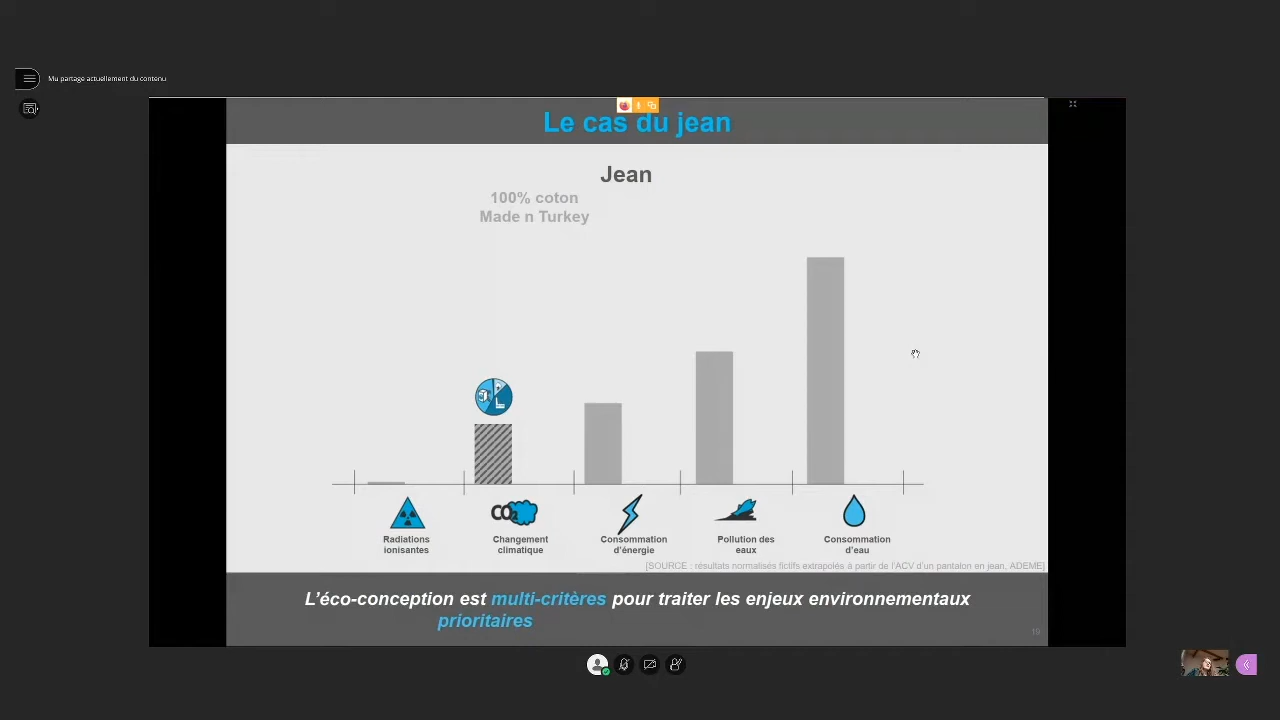 Mu partage actuellement du contenu
Le cas du jean
Jean
100% coton
Made n Turkey
CO2
Radiations
ionisantes
Changement
climatique
Consommation
d'énergie
Pollution des
eaux
Consommation
d'eau
[SOURCE : résultats normalisés fictifs extrapolés à partir de l'ACV d'un pantalon en jean, ADEME]
L'éco-conception est multi-critères pour traiter les enjeux environnementaux
prioritaires
19